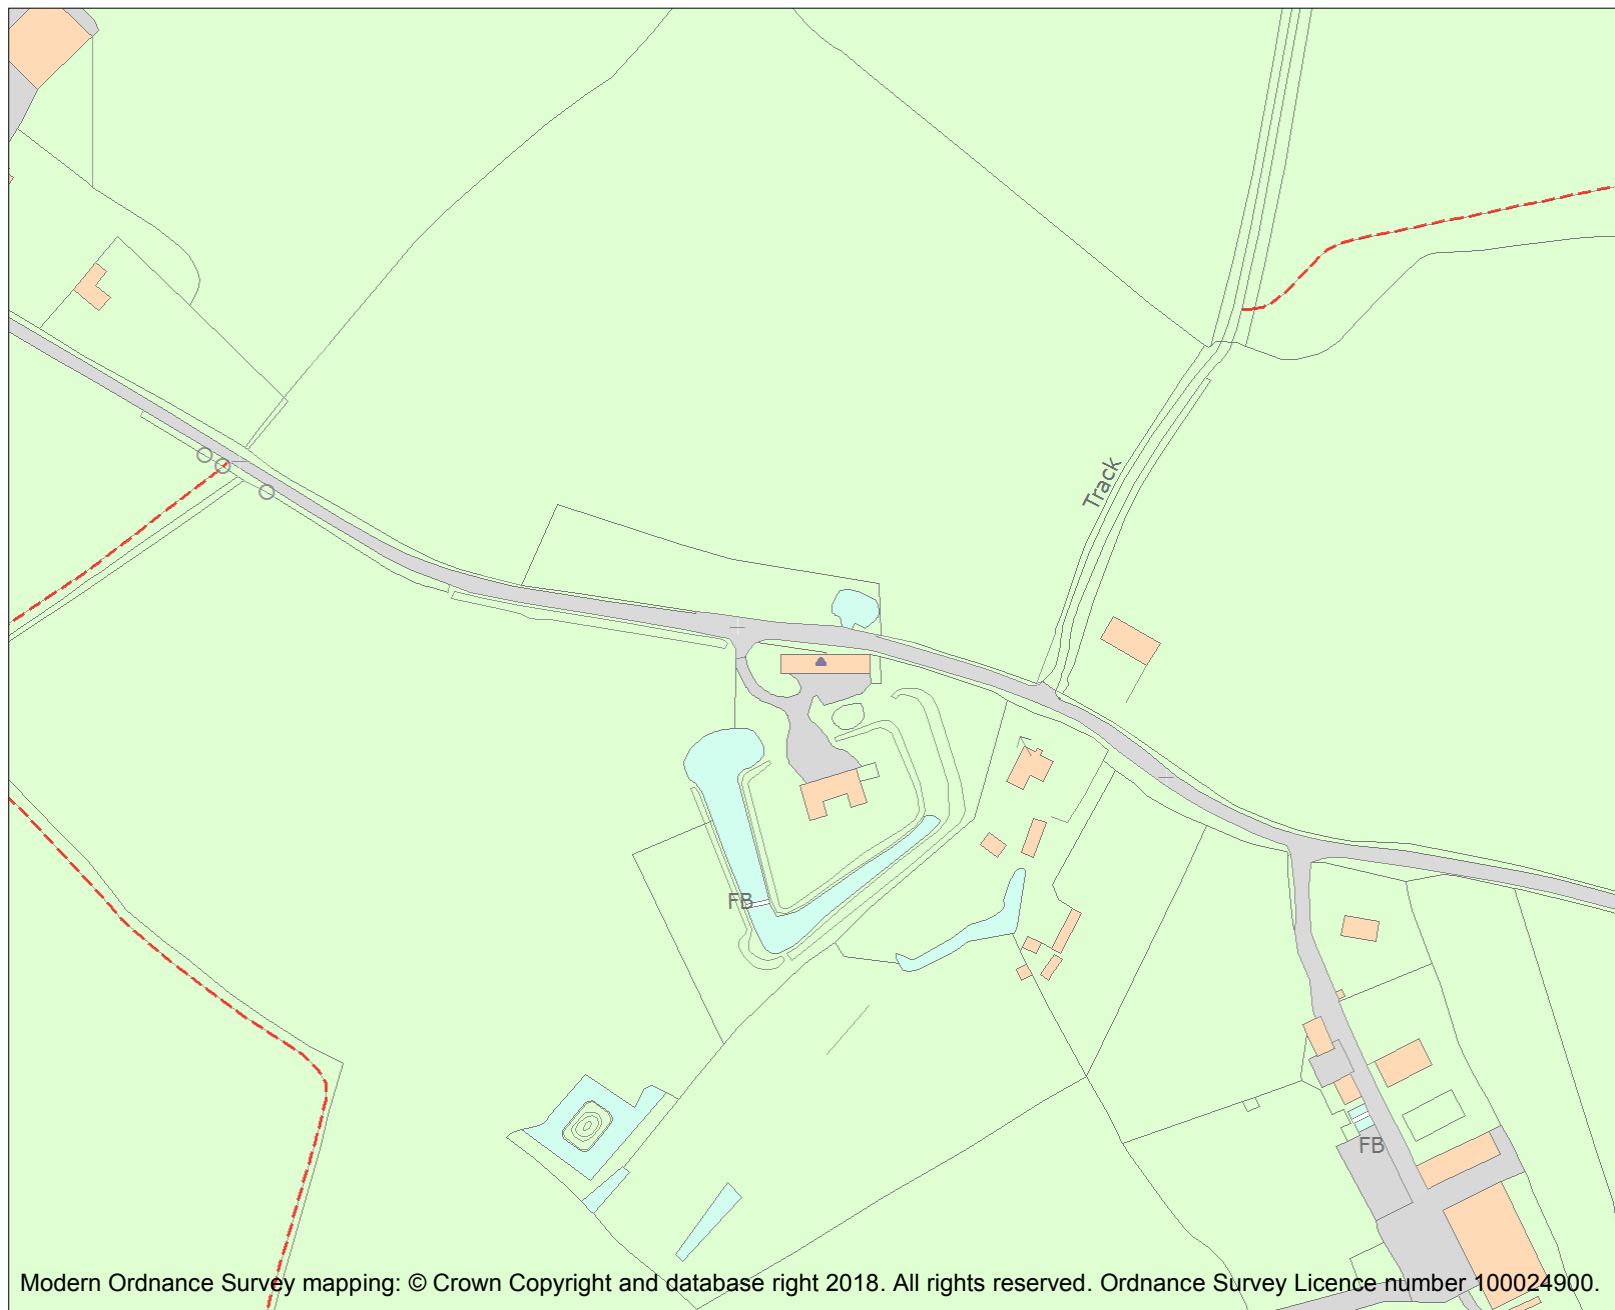 Track
FB
FB
Modern Ordnance Survey mapping: © Crown Copyright and database right 2018. All rights reserved. Ordnance Survey Licence number 100024900.